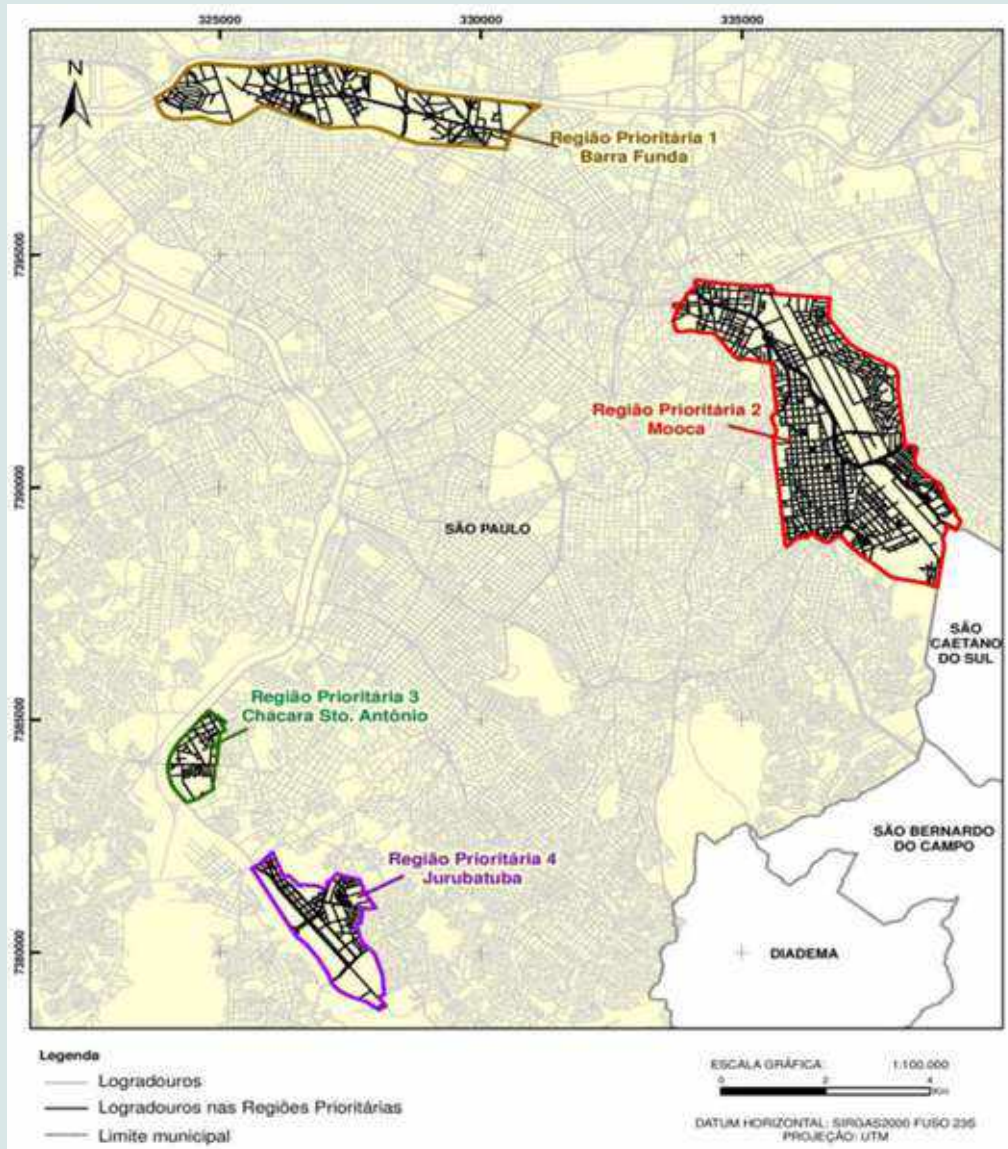 325000
330000
335000
N
Região Prioritária 1
Barra Funda
7395000
Região Prioritária 2
Mooca
7390000
SÃO PAULO
SÃO
CAETANO
DO SUL
Região Prioritária 3
Chacara Sto. Antônio
7385000
SÃO BERNARDO
DO CAMPO
Região Prioritária 4
Jurubatuba
7380000
DIADEMA
Legenda
Logradouros
Logradouros nas Regiões Prioritárias
Limite municipal
ESCALA GRÁFICA: 1:100.000
0 2 4
Km
DATUM HORIZONTAL: SIRGAS2000 FUSO 23S
PROJEÇÃO: UTM